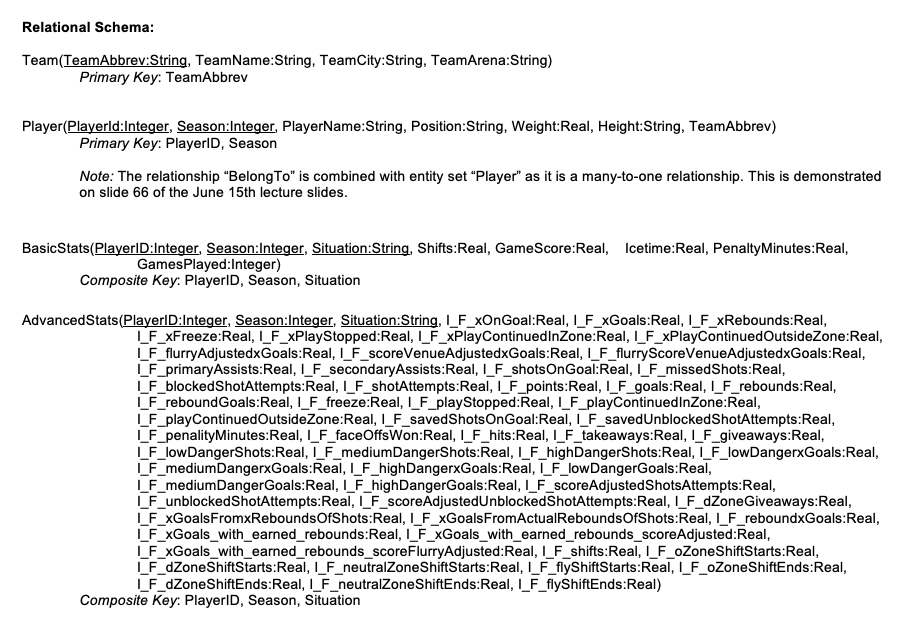 Relational Schema:
Team(TeamAbbrev:String, TeamName:String, TeamCity:String, TeamArena:String)
Primary Key: TeamAbbrev
Player(PlayerId:Integer, Season:Integer, PlayerName:String, Position:String, Weight:Real, Height:String, TeamAbbrev)
Primary Key: PlayerID, Season
Note: The relationship “BelongTo” is combined with entity set “Player” as it is a many-to-one relationship. This is demonstrated
on slide 66 of the June 15th lecture slides.
BasicStats(PlayerID:Integer, Season:Integer, Situation:String, Shifts:Real, GameScore:Real, Icetime:Real, PenaltyMinutes:Real,
GamesPlayed:Integer)
Composite Key: PlayerID, Season, Situation
AdvancedStats(PlayerID:Integer, Season:Integer, Situation:String, I_F_xOnGoal:Real, I_F_xGoals:Real, I_F_xRebounds:Real,
I_F_xFreeze:Real, I_F_xPlayStopped:Real, I_F_xPlayContinuedInZone:Real, I_F_xPlayContinuedOutsideZone:Real,
I_F_flurryAdjustedxGoals:Real, I_F_scoreVenueAdjustedxGoals:Real, I_F_flurryScoreVenueAdjustedxGoals:Real,
I_F_primaryAssists:Real, I_F_secondaryAssists:Real, I_F_shotsOnGoal:Real, I_F_missedShots:Real,
I_F_blockedShotAttempts:Real, I_F_shotAttempts:Real, I_F_points:Real, I_F_goals:Real, I_F_rebounds:Real,
I_F_reboundGoals:Real, I_F_freeze:Real, I_F_playStopped:Real, I_F_playContinuedInZone:Real,
I_F_playContinuedOutsideZone:Real, I_F_savedShotsOnGoal:Real, I_F_savedUnblockedShotAttempts:Real,
I_F_penalityMinutes:Real, I_F_faceOffsWon:Real, I_F_hits:Real, I_F_takeaways:Real, I_F_giveaways:Real,
I_F_lowDangerShots:Real, I_F_mediumDangerShots:Real, I_F_highDangerShots:Real, I_F_lowDangerxGoals:Real,
I_F_mediumDangerxGoals:Real, I_F_highDangerxGoals:Real, I_F_lowDangerGoals:Real,
I_F_mediumDangerGoals:Real, I_F_highDangerGoals:Real, I_F_scoreAdjustedShotsAttempts:Real,
I_F_unblockedShotAttempts:Real, I_F_scoreAdjustedUnblockedShotAttempts:Real, I_F_dZoneGiveaways:Real,
I_F_xGoalsFromxReboundsOfShots:Real, I_F_xGoalsFromActualReboundsOfShots:Real, I_F_reboundxGoals:Real,
I_F_xGoals_with_earned_rebounds:Real, I_F_xGoals_with_earned_rebounds_scoreAdjusted:Real,
I_F_xGoals_with_earned_rebounds_scoreFlurryAdjusted:Real, I_F_shifts:Real, I_F_oZoneShiftStarts:Real,
I_F_dZoneShiftStarts:Real, I_F_neutralZoneShiftStarts:Real, I_F_flyShiftStarts:Real, I_F_oZoneShiftEnds:Real,
I_F_dZoneShiftEnds:Real, I_F_neutralZoneShiftEnds:Real, I_F_flyShiftEnds:Real)
Composite Key: PlayerID, Season, Situation